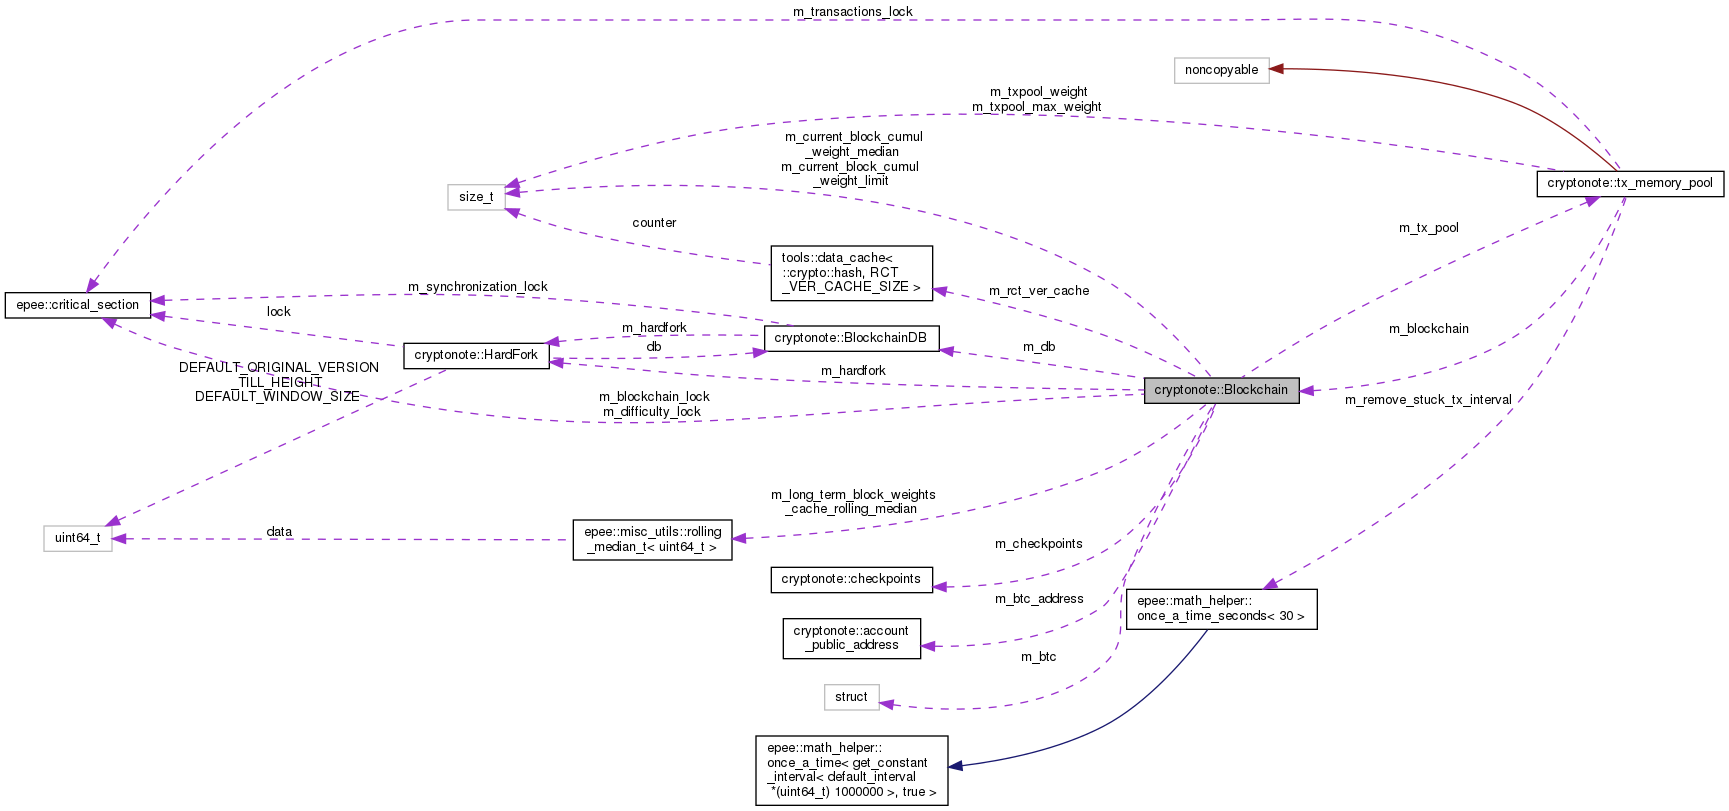 m_transactions_lock
noncopyable
m_txpool_weight
m_txpool_max_weight
m_current_block_cumul
_weight_median
m_current_block_cumul
_weight_limit
cryptonote::tx_memory_pool
size_t
counter
m_tx_pool
tools::data_cache<
::crypto::hash, RCT
_VER_CACHE_SIZE >
m_rct_ver_cache
m_synchronization_lock
epee::critical_section
lock
m_hardfork
cryptonote::BlockchainDB
m_blockchain
db
m_db
cryptonote::HardFork
DEFAULT_ORIGINAL_VERSION
_TILL_HEIGHT
DEFAULT_WINDOW_SIZE
m_hardfork
cryptonote::Blockchain
m_blockchain_lock
m_difficulty_lock
m_remove_stuck_tx_interval
m_long_term_block_weights
_cache_rolling_median
uint64_t
data
epee::misc_utils::rolling
_median_t< uint64_t >
m_checkpoints
cryptonote::checkpoints
m_btc_address
epee::math_helper::
once_a_time_seconds< 30 >
cryptonote::account
_public_address
m_btc
struct
epee::math_helper::
once_a_time< get_constant
_interval< default_interval
*(uint64_t) 1000000 >, true >